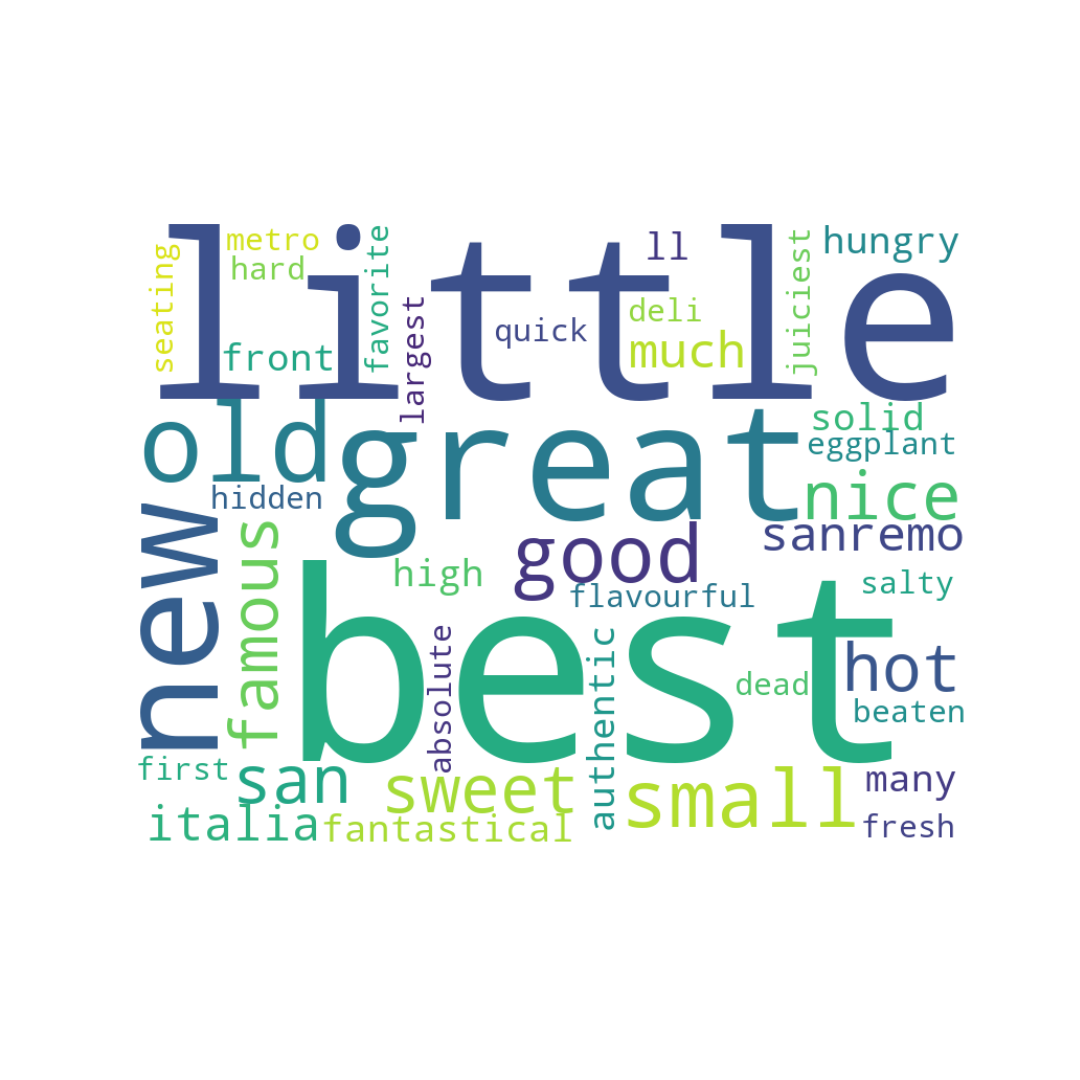 little
seating
metro
hard
favorite
ll
hungry
juiciest
deli
quick
largest
front
much
old
great
solid
eggplant
nice
hidden
new
famous
good
sanremo
high
flavourful
salty
best
absolute
authentic
dead
hot
beaten
first
san
sweet
small
many
italia
fantastical
fresh